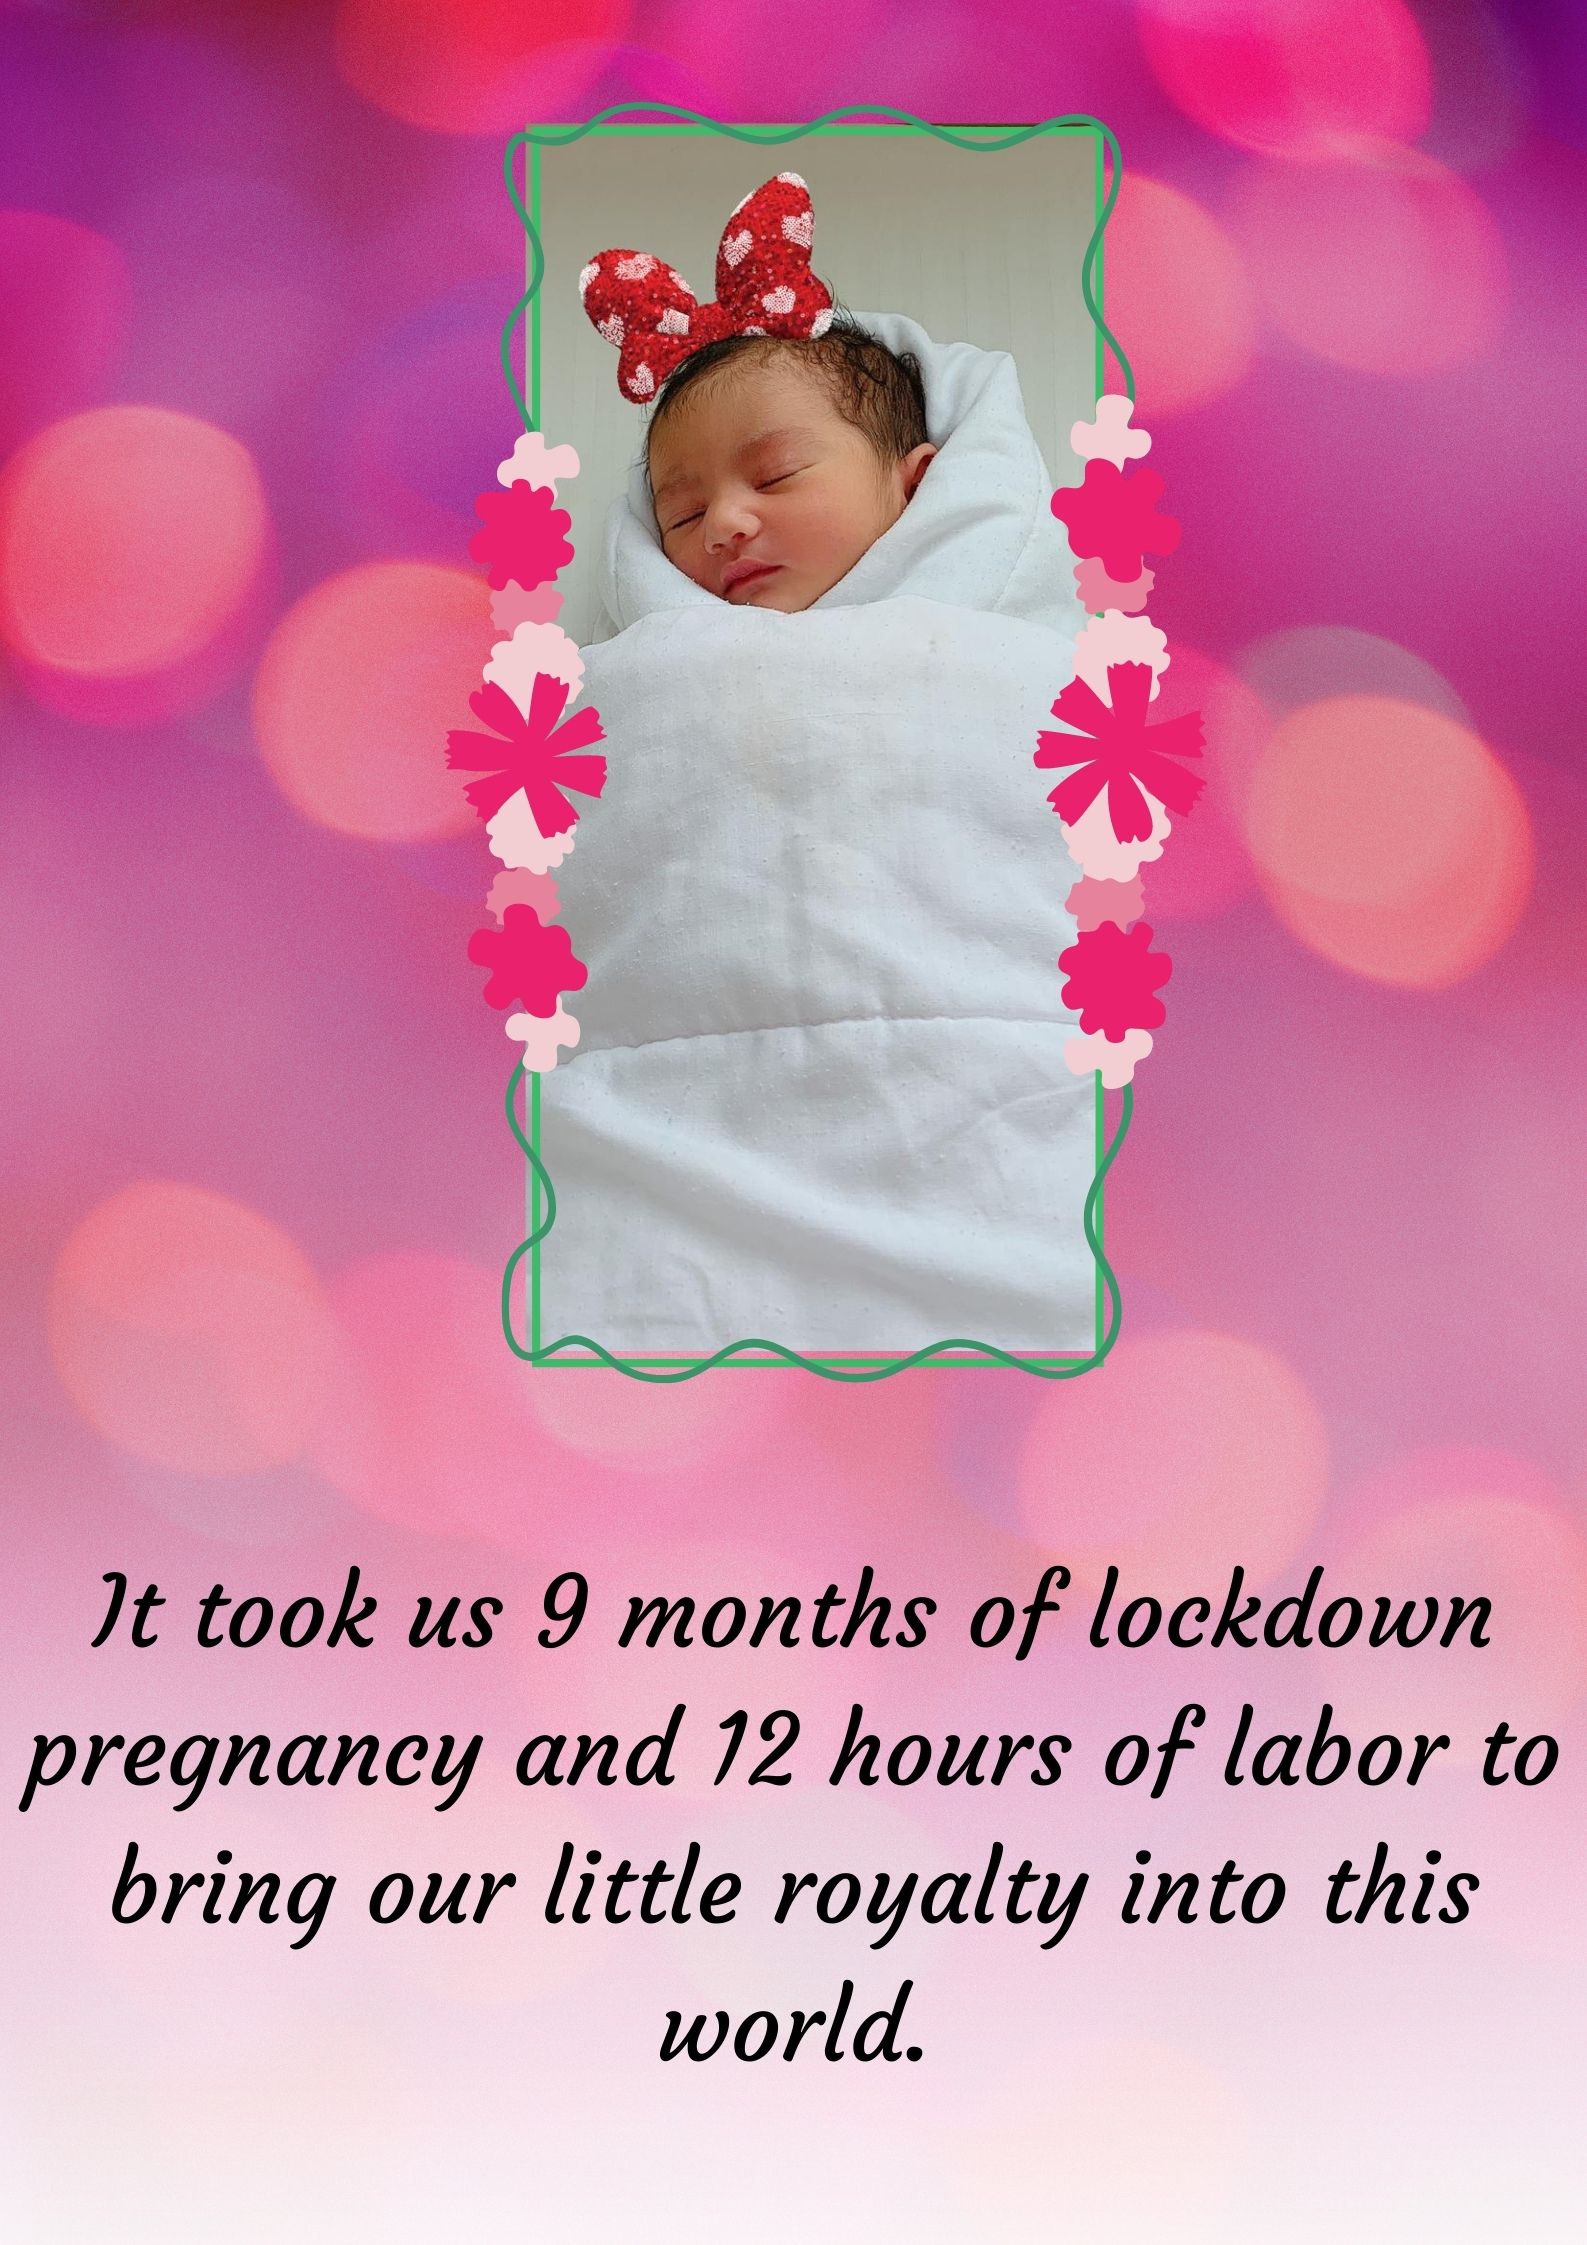 It took us 9 months of lockdown
pregnancy and 12 hours of labor to
bring our little royalty into this
world.